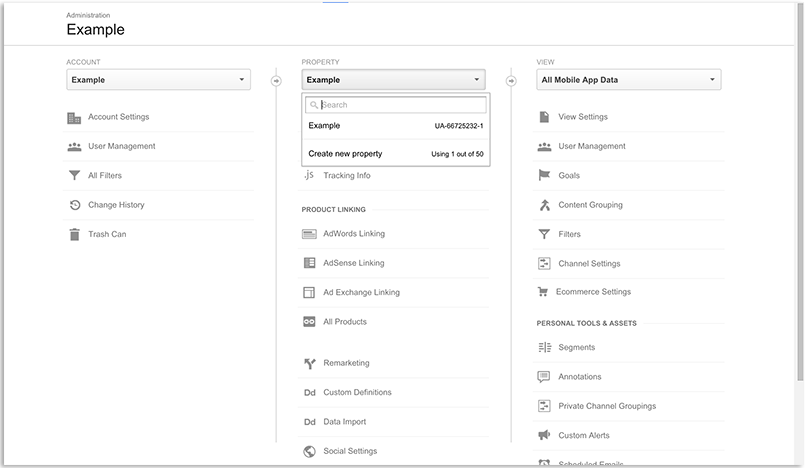 Administration
Example
ACCOUNT
Example
Account Settings
User Management
All Filters
Change History
Trash Can
PROPERTY
Example
Search
Example UA-66725232-1
Create new property Using 1 out of 50
.js Tracking Info
PRODUCT LINKING
AdWords Linking
AdSense Linking
Ad Exchange Linking
All Products
Remarketing
Dd Custom Definitions
Dd Data Import
Social Settings
VIEW
All Mobile App Data
View Settings
User Management
Goals
Content Grouping
Filters
Channel Settings
Ecommerce Settings
PERSONAL TOOLS & ASSETS
Segments
Annotations
Private Channel Groupings
Custom Alerts
Scheduled Emails